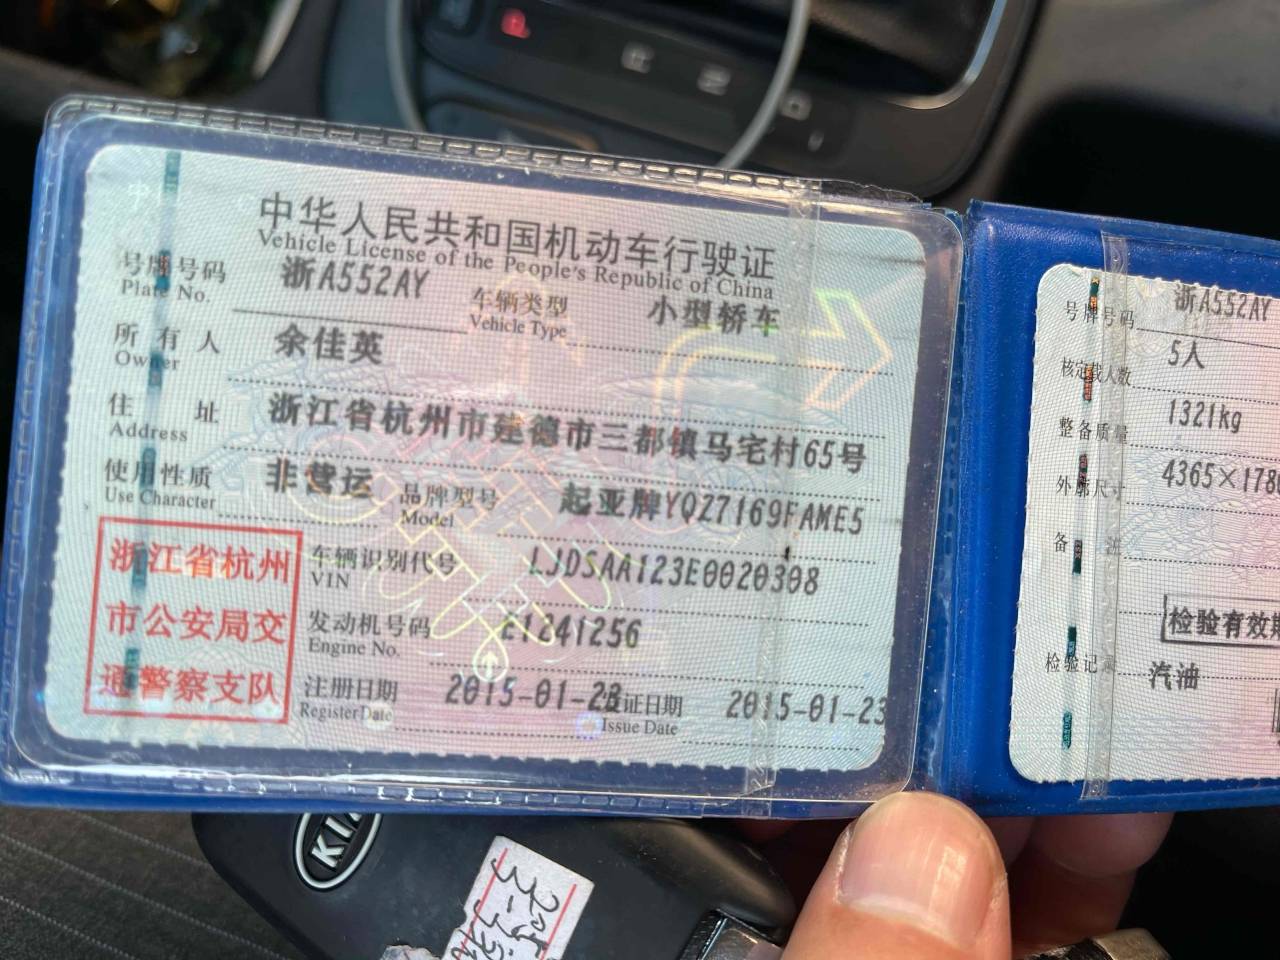 中华人民共和国机动车行驶证
Vehicle License of the People's Republic of China
号牌号码 浙A552AY 车辆类型 小型轿车
Plate No. Vehicle Type
所有人 余佳英
Owner
住址 浙江省杭州市建德市三都镇马宅村65号
Address
使用性质 非营运 品牌型号 起亚牌YQZ7169FAME5
Use Character Model
浙江省杭州
市公安局交
通警察支队
车辆识别代号 LJDSAA123E0020308
VIN
发动机号码 E1241256
Engine No.
注册日期 2015-01-23 发证日期 2015-01-23
Register Date Issue Date
号牌号码 浙A552AY
核定载人数 5人
整备质量 1321kg
外廓尺寸 4365×1780
备注
检验有效期
检验记录 汽油
KIA